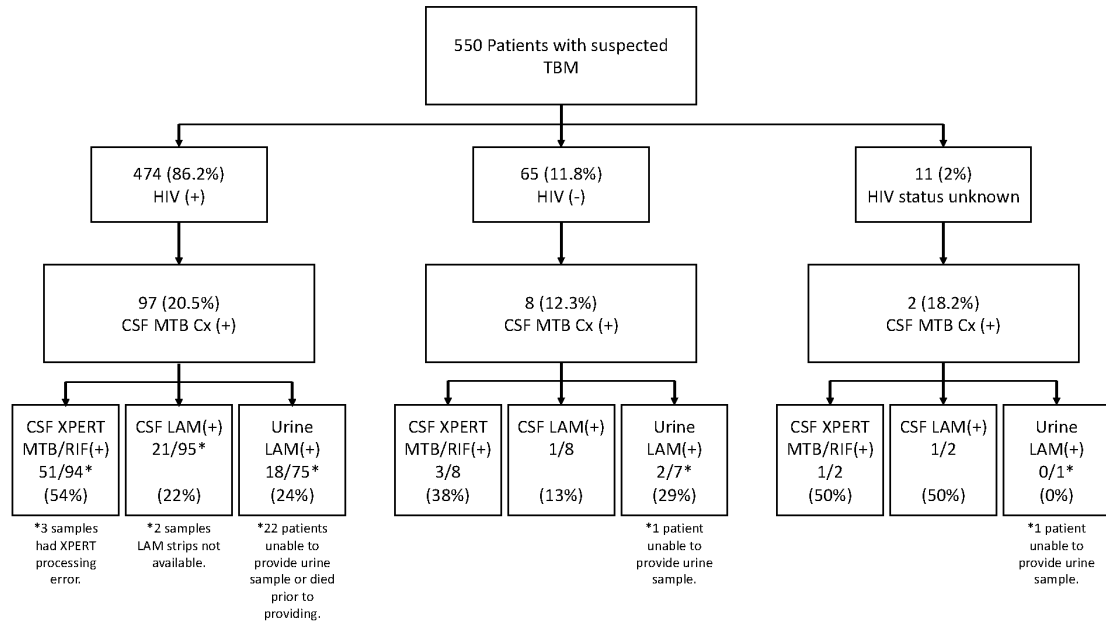 550 Patients with suspected
TBM
474 (86.2%)
HIV (+)
65 (11.8%)
HIV (-)
11 (2%)
HIV status unknown
97 (20.5%)
CSF MTB Cx (+)
8 (12.3%)
CSF MTB Cx (+)
2 (18.2%)
CSF MTB Cx (+)
CSF XPERT
MTB/RIF(+)
51/94*
(54%)
CSF LAM(+)
21/95*
(22%)
Urine
LAM(+)
18/75*
(24%)
CSF XPERT
MTB/RIF(+)
3/8
(38%)
CSF LAM(+)
1/8
(13%)
Urine
LAM(+)
2/7*
(29%)
CSF XPERT
MTB/RIF(+)
1/2
(50%)
CSF LAM(+)
1/2
(50%)
Urine
LAM(+)
0/1*
(0%)
*3 samples
had XPERT
processing
error.
*2 samples
LAM strips not
available.
*22 patients
unable to
provide urine
sample or died
prior to
providing.
*1 patient
unable to
provide urine
sample.
*1 patient
unable to
provide urine
sample.